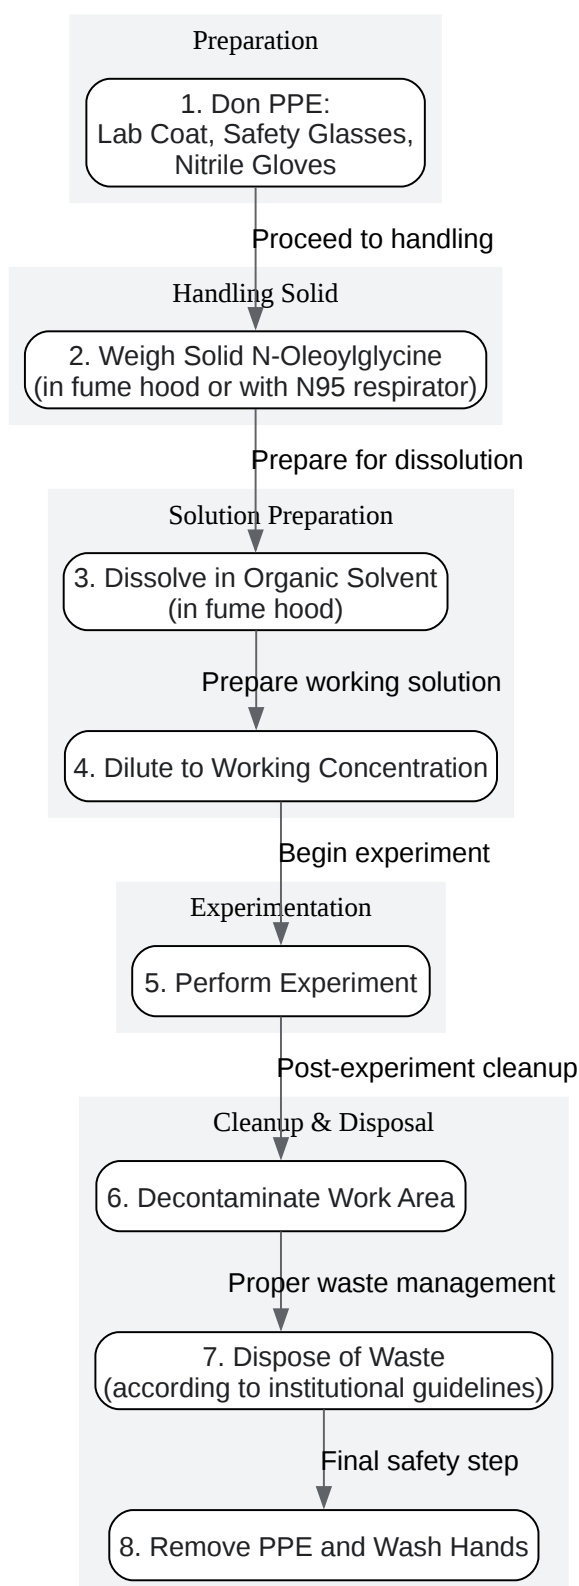 Preparation
1. Don PPE:
Lab Coat, Safety Glasses,
Nitrile Gloves
Proceed to handling
Handling Solid
2. Weigh Solid N-Oleoylglycine
(in fume hood or with N95 respirator)
Prepare for dissolution
Solution Preparation
3. Dissolve in Organic Solvent
(in fume hood)
Prepare working solution
4. Dilute to Working Concentration
Begin experiment
Experimentation
5. Perform Experiment
Post-experiment cleanup
Cleanup & Disposal
6. Decontaminate Work Area
Proper waste management
7. Dispose of Waste
(according to institutional guidelines)
Final safety step
8. Remove PPE and Wash Hands